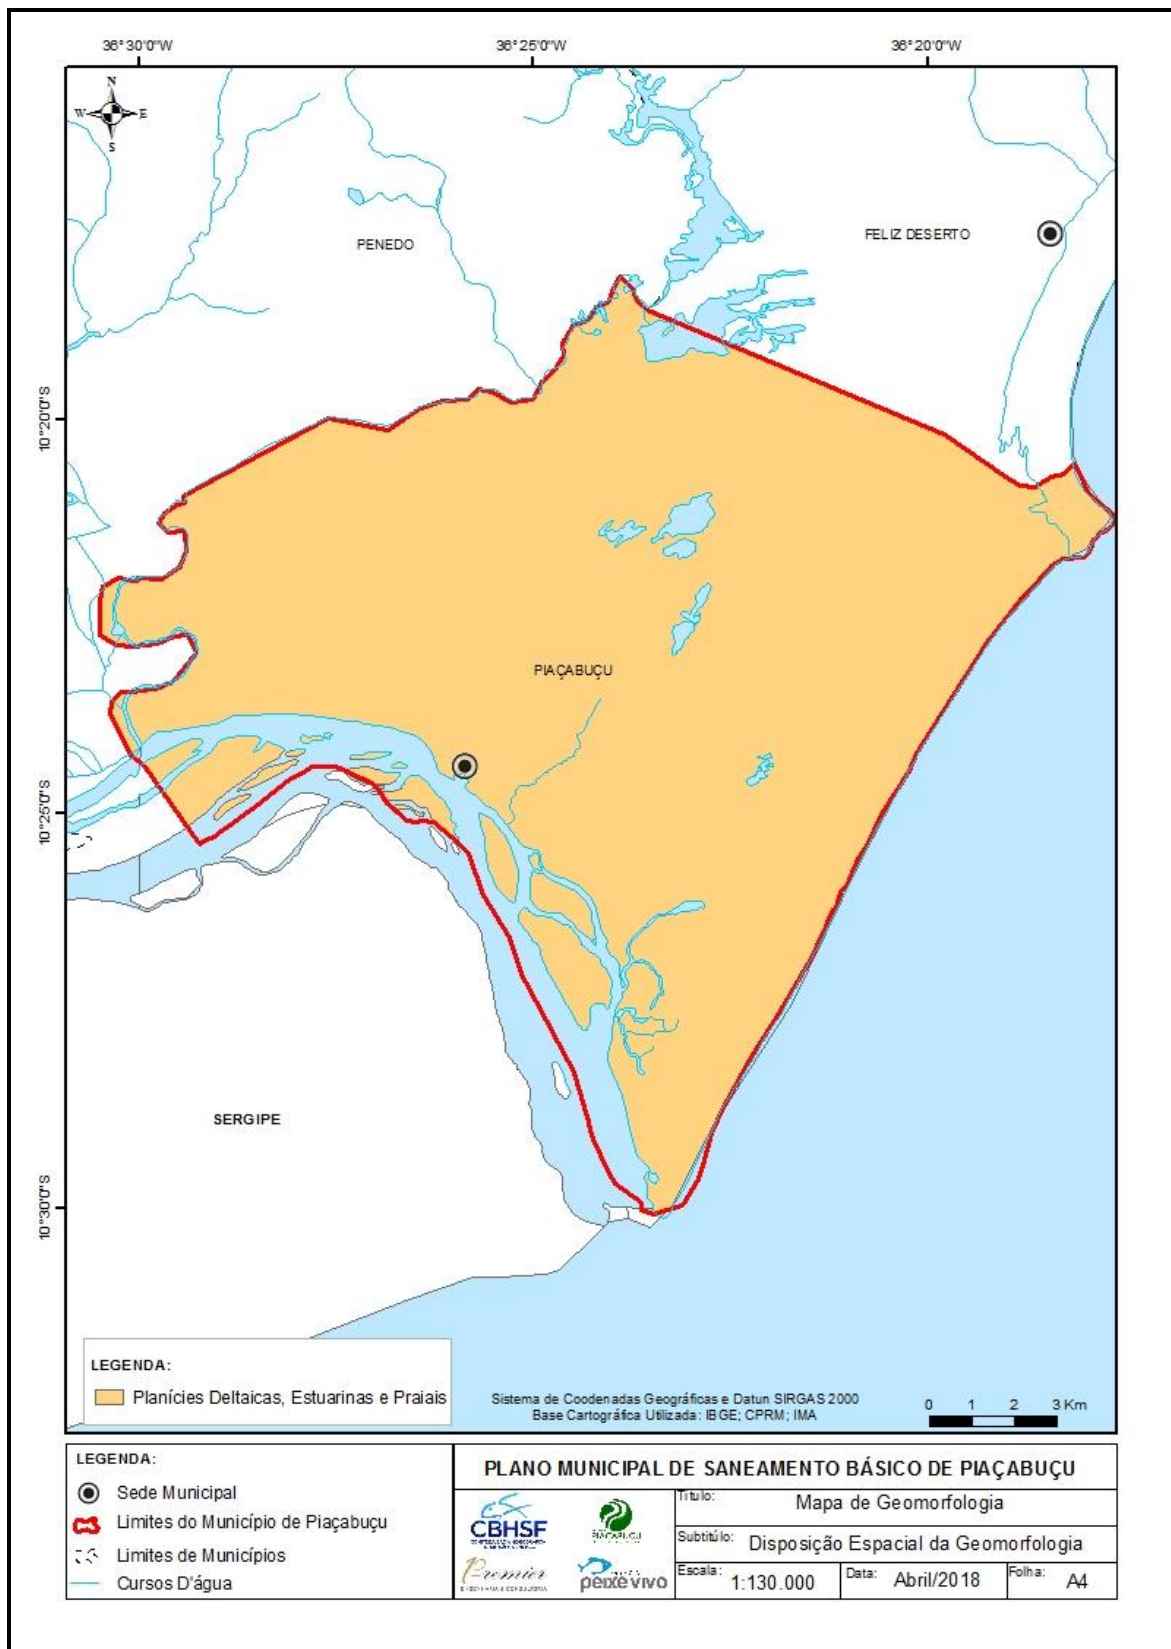 36°30'0"W 36°25'0"W 36°20'0"W
N
W E
S
PENEDO
FELIZ DESERTO
10°20'0"S
PIAÇABUÇU
10°25'0"S
SERGIPE
10°30'0"S
LEGENDA:
Planícies Deltaicas, Estuarinas e Praiais
Sistema de Coodenadas Geográficas e Datun SIRGAS 2000
Base Cartográfica Utilizada: IBGE; CPRM; IMA
0 1 2 3 Km
LEGENDA:
Sede Municipal
Limites do Município de Piaçabuçu
Limites de Municípios
Cursos D'água
PLANO MUNICIPAL DE SANEAMENTO BÁSICO DE PIAÇABUÇU
CBHSF
PIAÇABUÇU
Premier
peixe vivo
Titulo: Mapa de Geomorfologia
Subtitúlo: Disposição Espacial da Geomorfologia
Escala: 1:130.000
Data: Abril/2018
Folha: A4